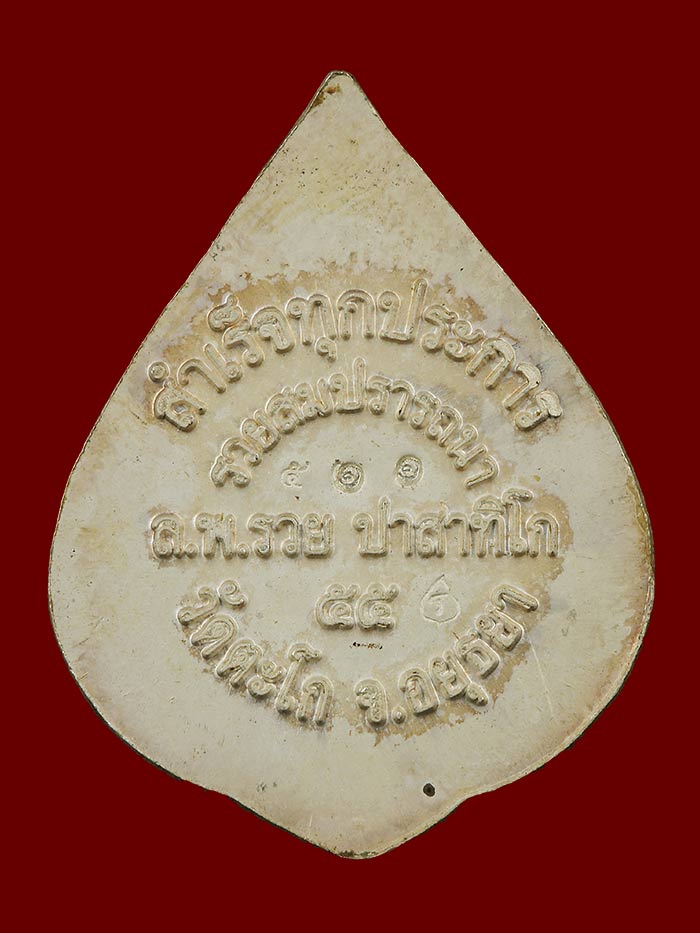 สำเร็จทุกประการ
รวยสมปรารถนา
๕๒๑
ล.พ.รวย ปาสาทิโก
๕๕
วัดตะโก จ.อยุธยา